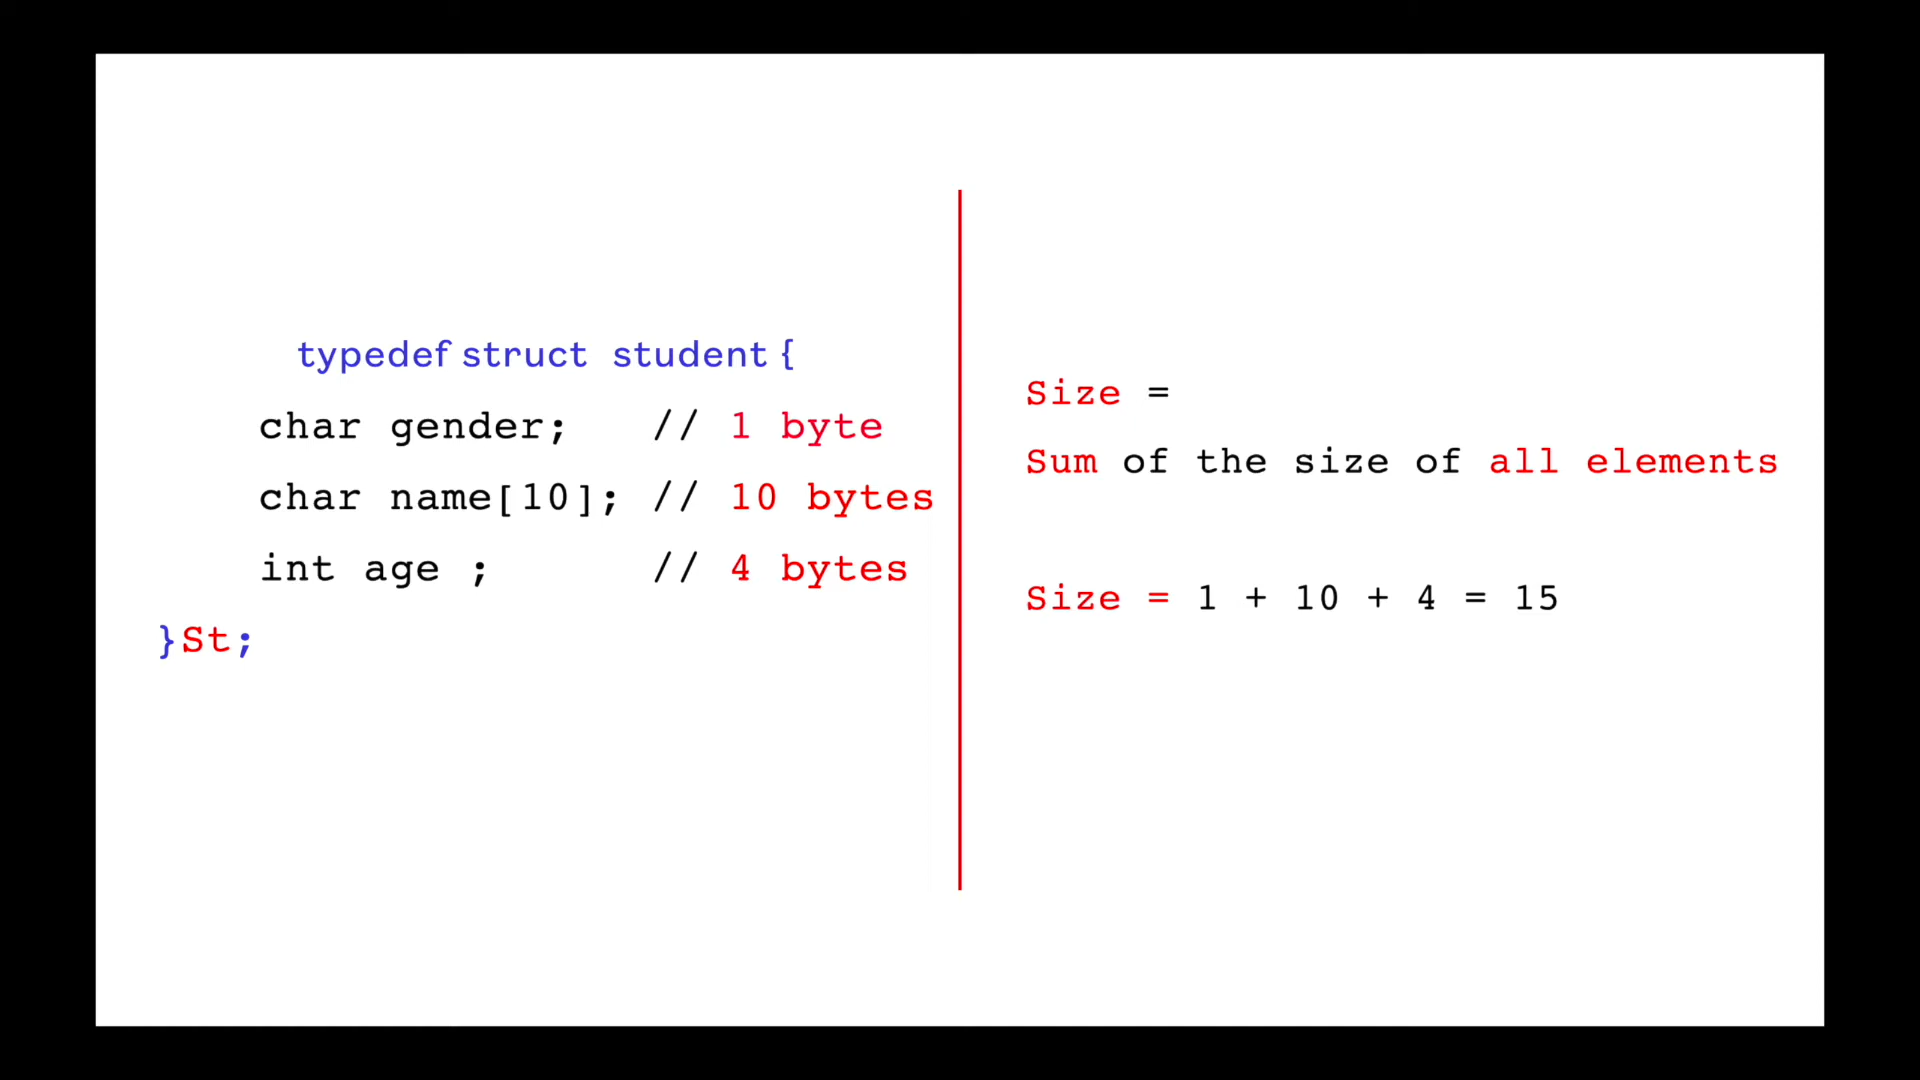 typedef struct student {
char gender; // 1 byte
char name[10]; // 10 bytes
int age ; // 4 bytes
}St;
Size =
Sum of the size of all elements
Size = 1 + 10 + 4 = 15